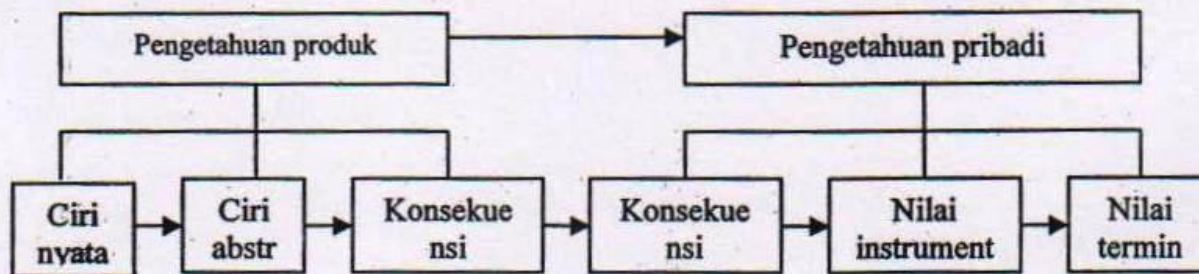 Pengetahuan produk
Pengetahuan pribadi
Ciri
nyata
Ciri
abstr
Konsekue
nsi
Konsekue
nsi
Nilai
instrument
Nilai
termin